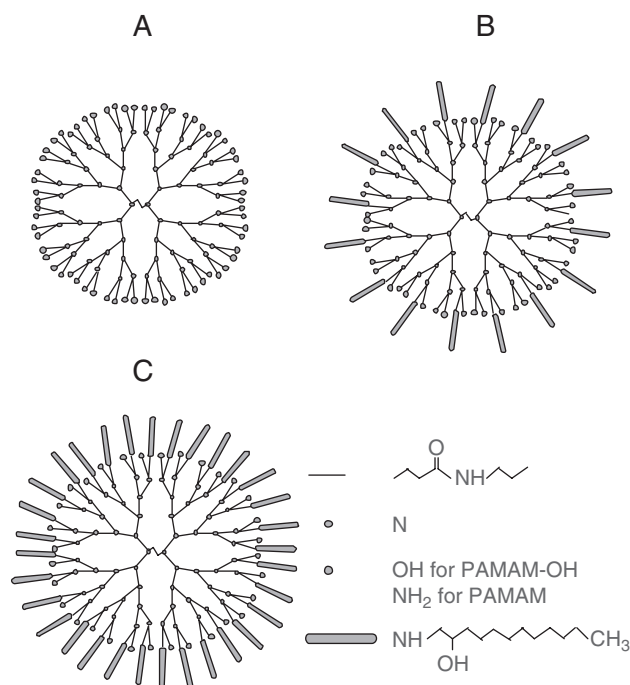 A
B
C
O
NH
N
OH for PAMAM-OH
NH₂ for PAMAM
NH CH₃
OH